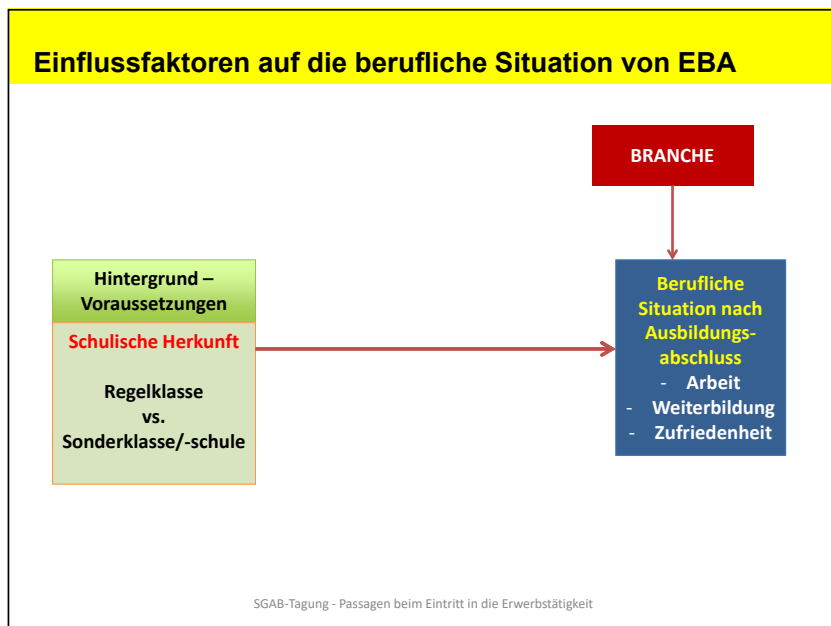 Einflussfaktoren auf die berufliche Situation von EBA
BRANCHE
Hintergrund –
Voraussetzungen
Schulische Herkunft
Regelklasse
vs.
Sonderklasse/-schule
Berufliche
Situation nach
Ausbildungs-
abschluss
- Arbeit
- Weiterbildung
- Zufriedenheit
SGAB-Tagung - Passagen beim Eintritt in die Erwerbstätigkeit